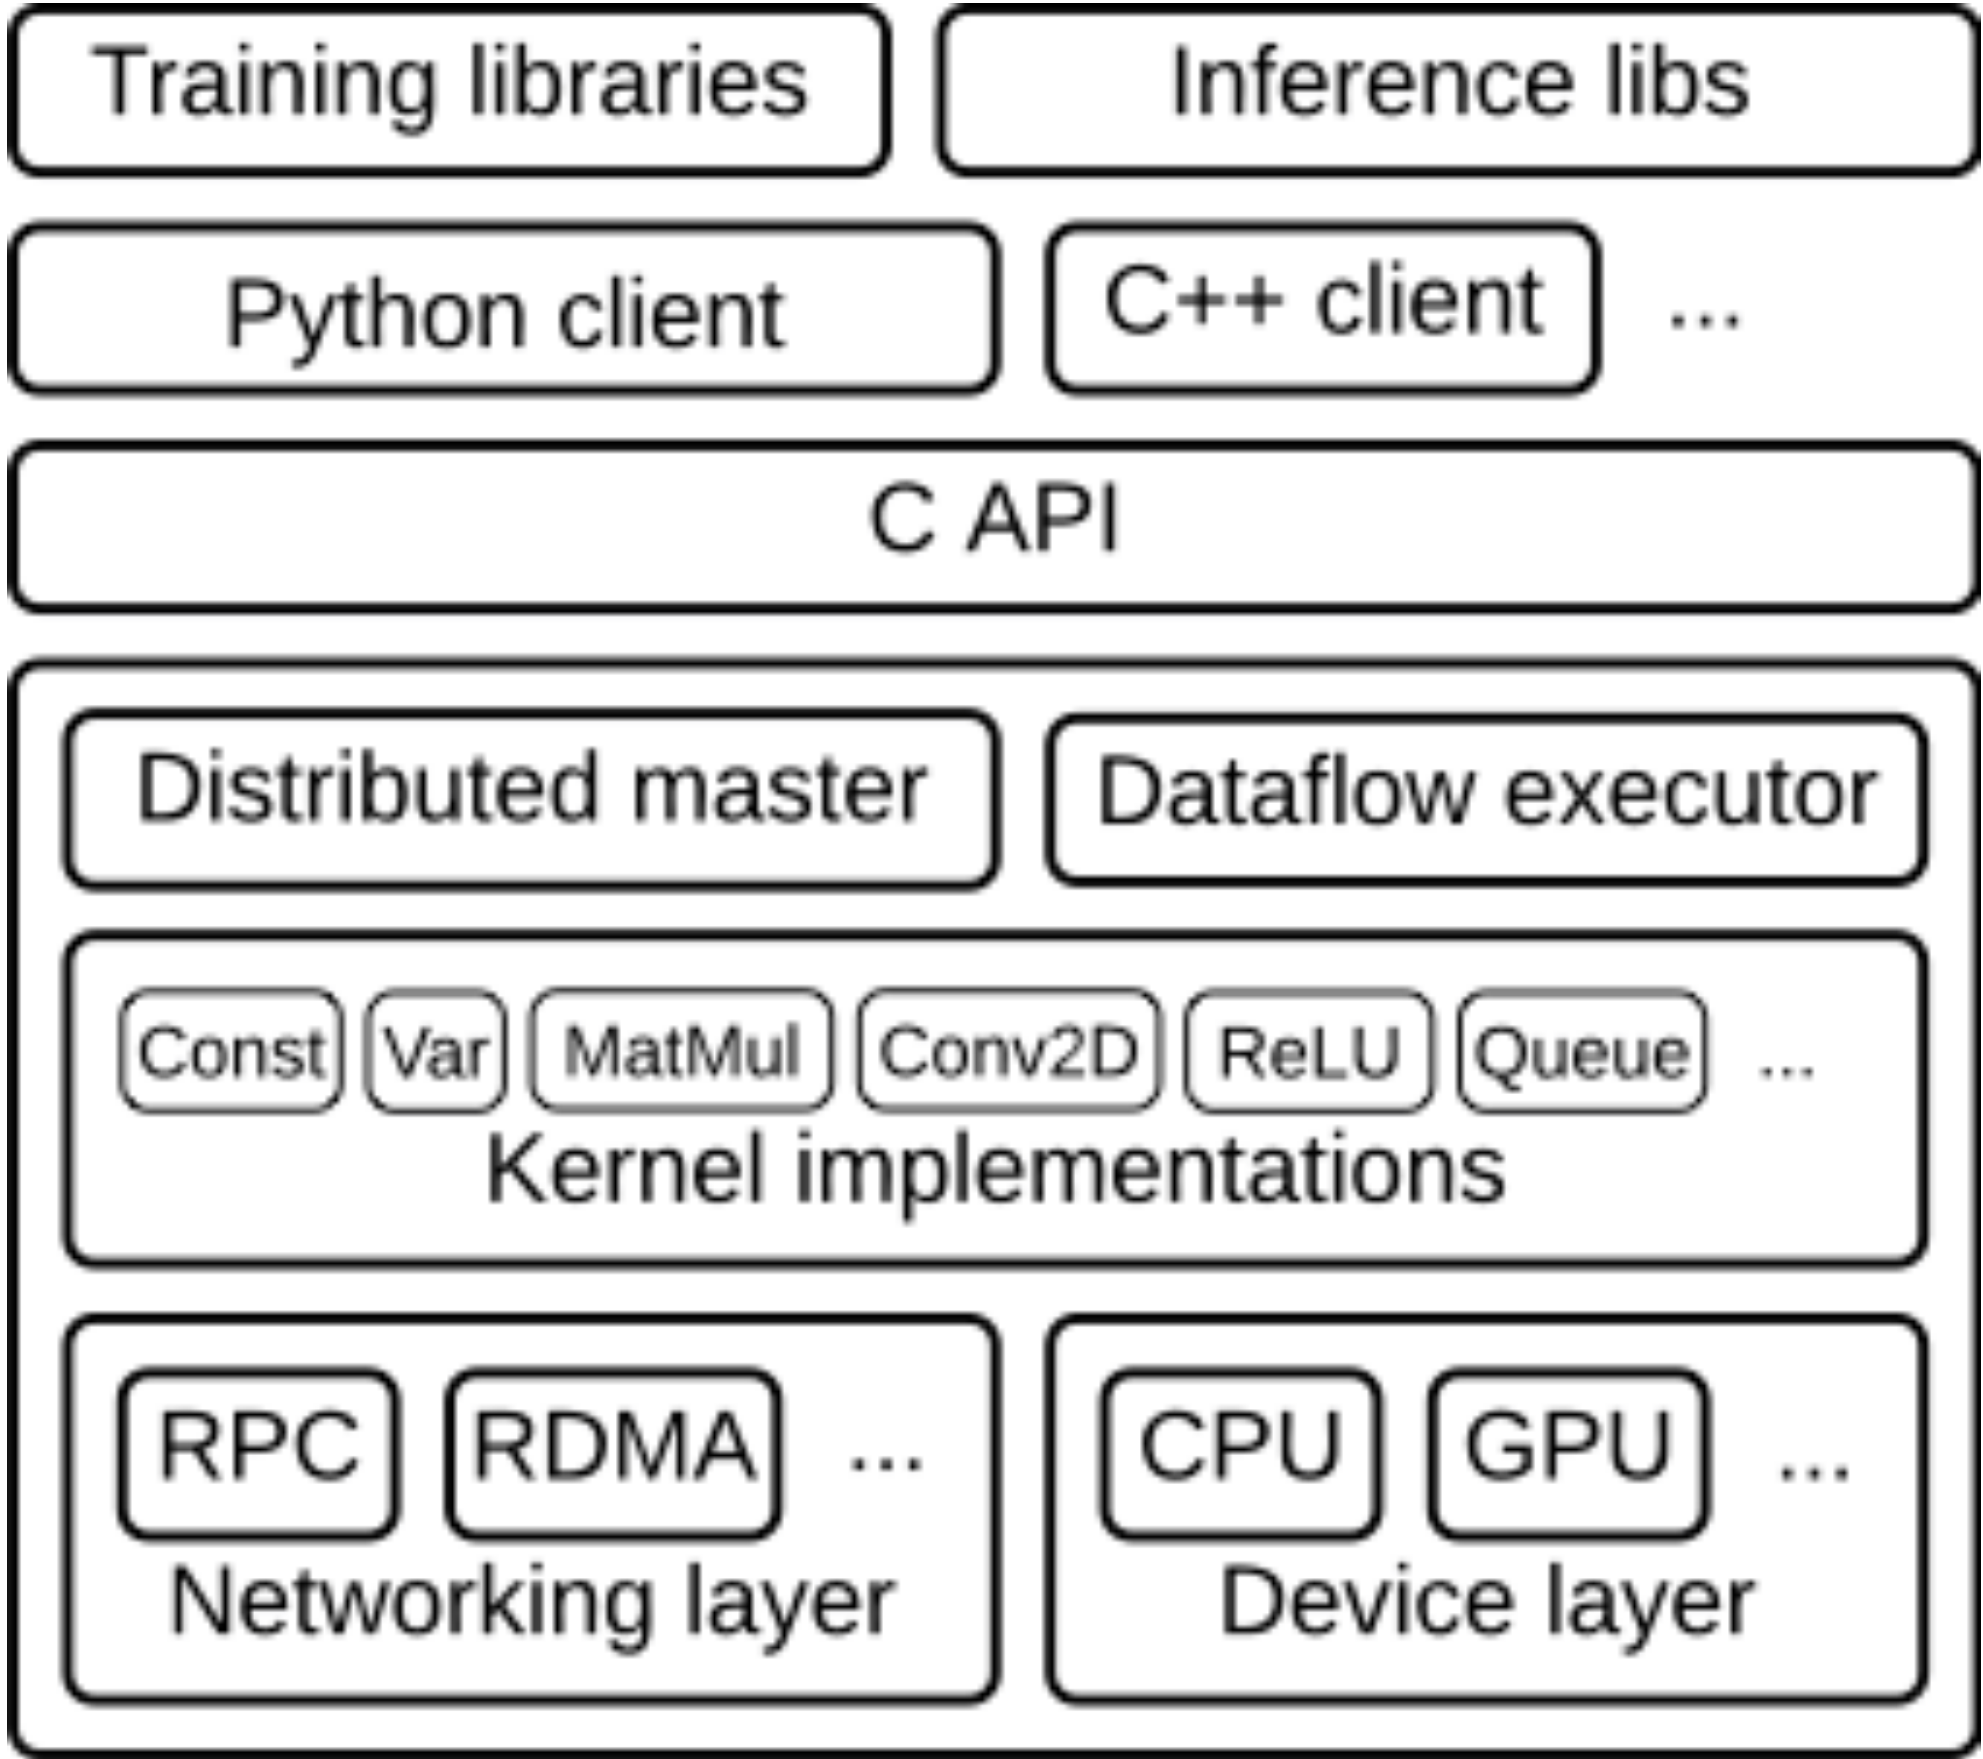 Training libraries
Inference libs
Python client
C++ client
...
C API
Distributed master
Dataflow executor
Const
Var
MatMul
Conv2D
ReLU
Queue
...
Kernel implementations
RPC
RDMA
...
Networking layer
CPU
GPU
...
Device layer